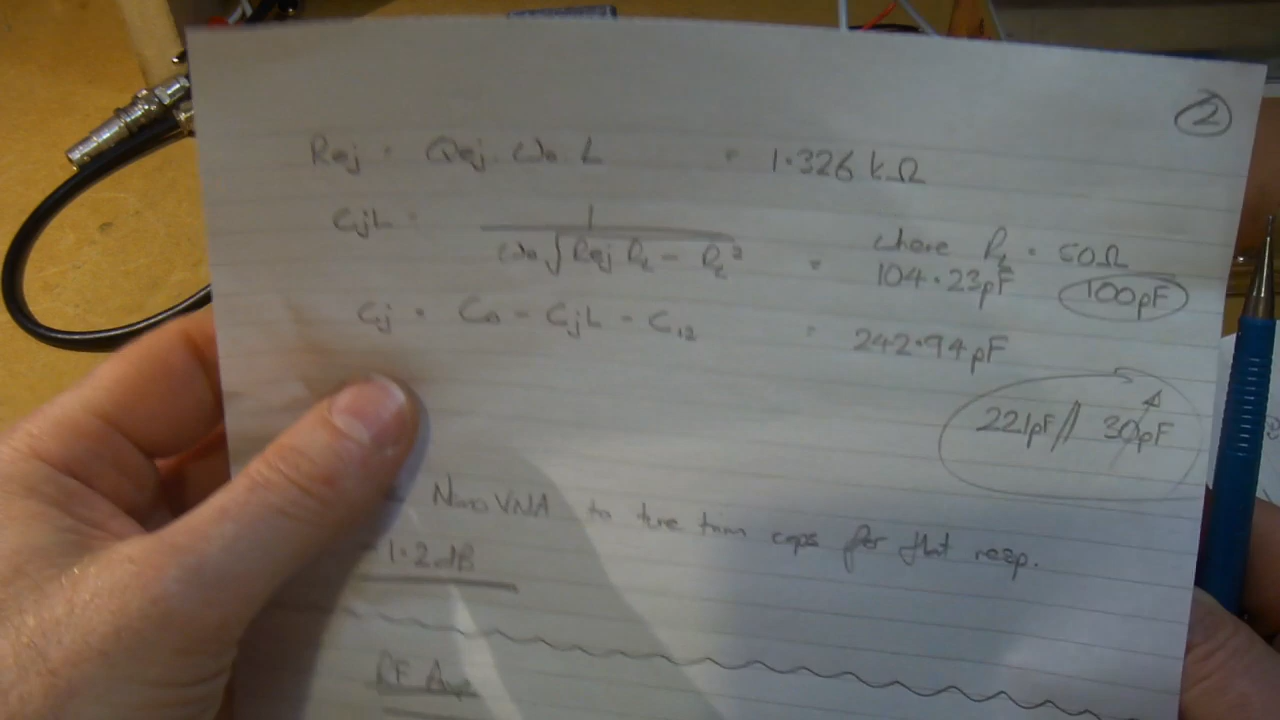 2
Rej = Qej. ω₀ L = 1.326 kΩ
CjL = 1 / ω₀√(Rej RL - RL²) where RL = 50Ω
= 104.23pF 100pF
Cj = C₀ - CjL - C₁₂ = 242.94pF
221pF // 30pF
NanoVNA to tune trim caps for flat resp.
-1.2dB
RF Amp